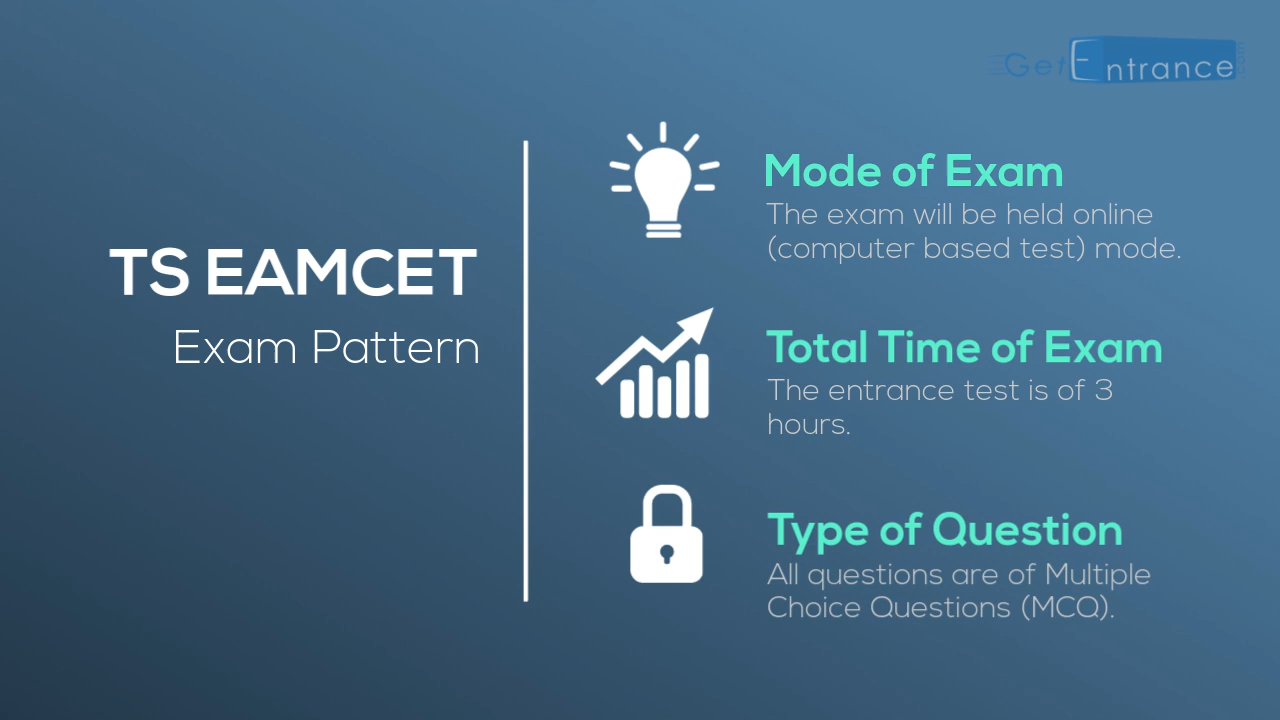 GetEntrance
TS EAMCET
Exam Pattern
Mode of Exam
The exam will be held online
(computer based test) mode.
Total Time of Exam
The entrance test is of 3
hours.
Type of Question
All questions are of Multiple
Choice Questions (MCQ).